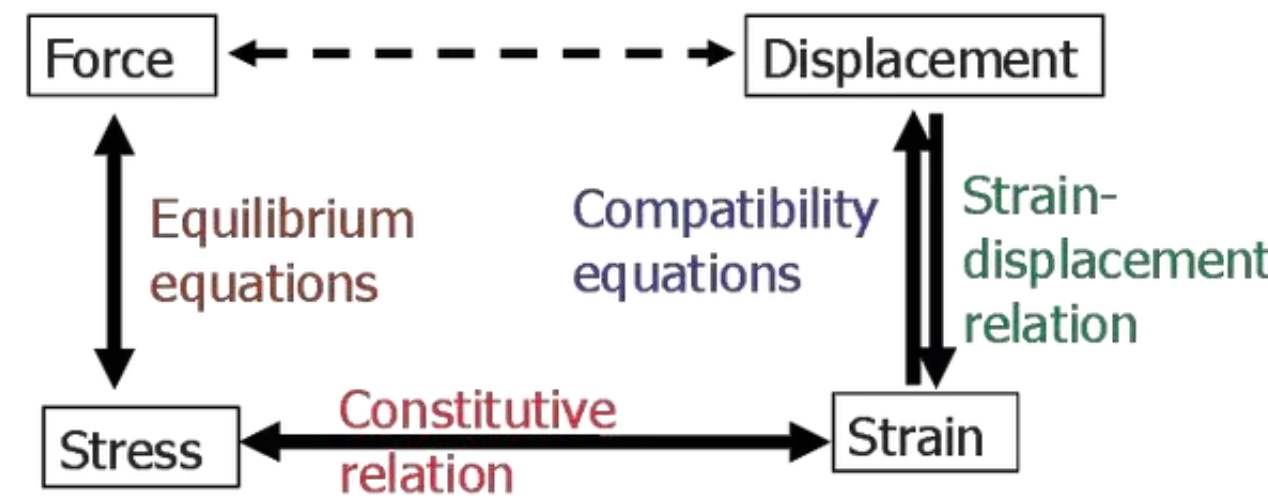 Force
Displacement
Equilibrium
equations
Compatibility
equations
Strain-
displacement
relation
Stress
Constitutive
relation
Strain